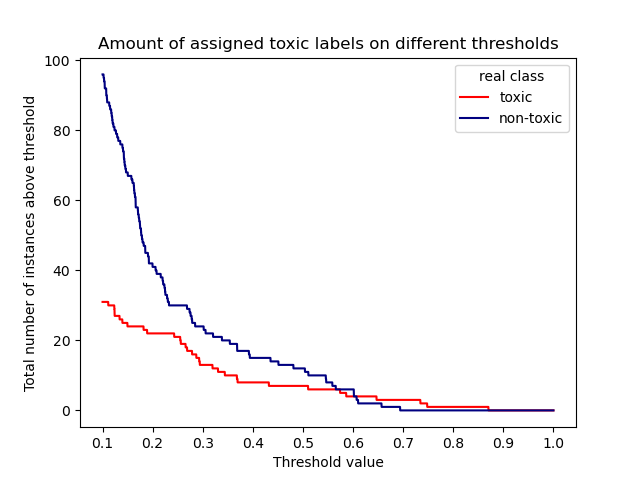 Amount of assigned toxic labels on different thresholds
real class
toxic
non-toxic
Total number of instances above threshold
100
80
60
40
20
0
0.1 0.2 0.3 0.4 0.5 0.6 0.7 0.8 0.9 1.0
Threshold value